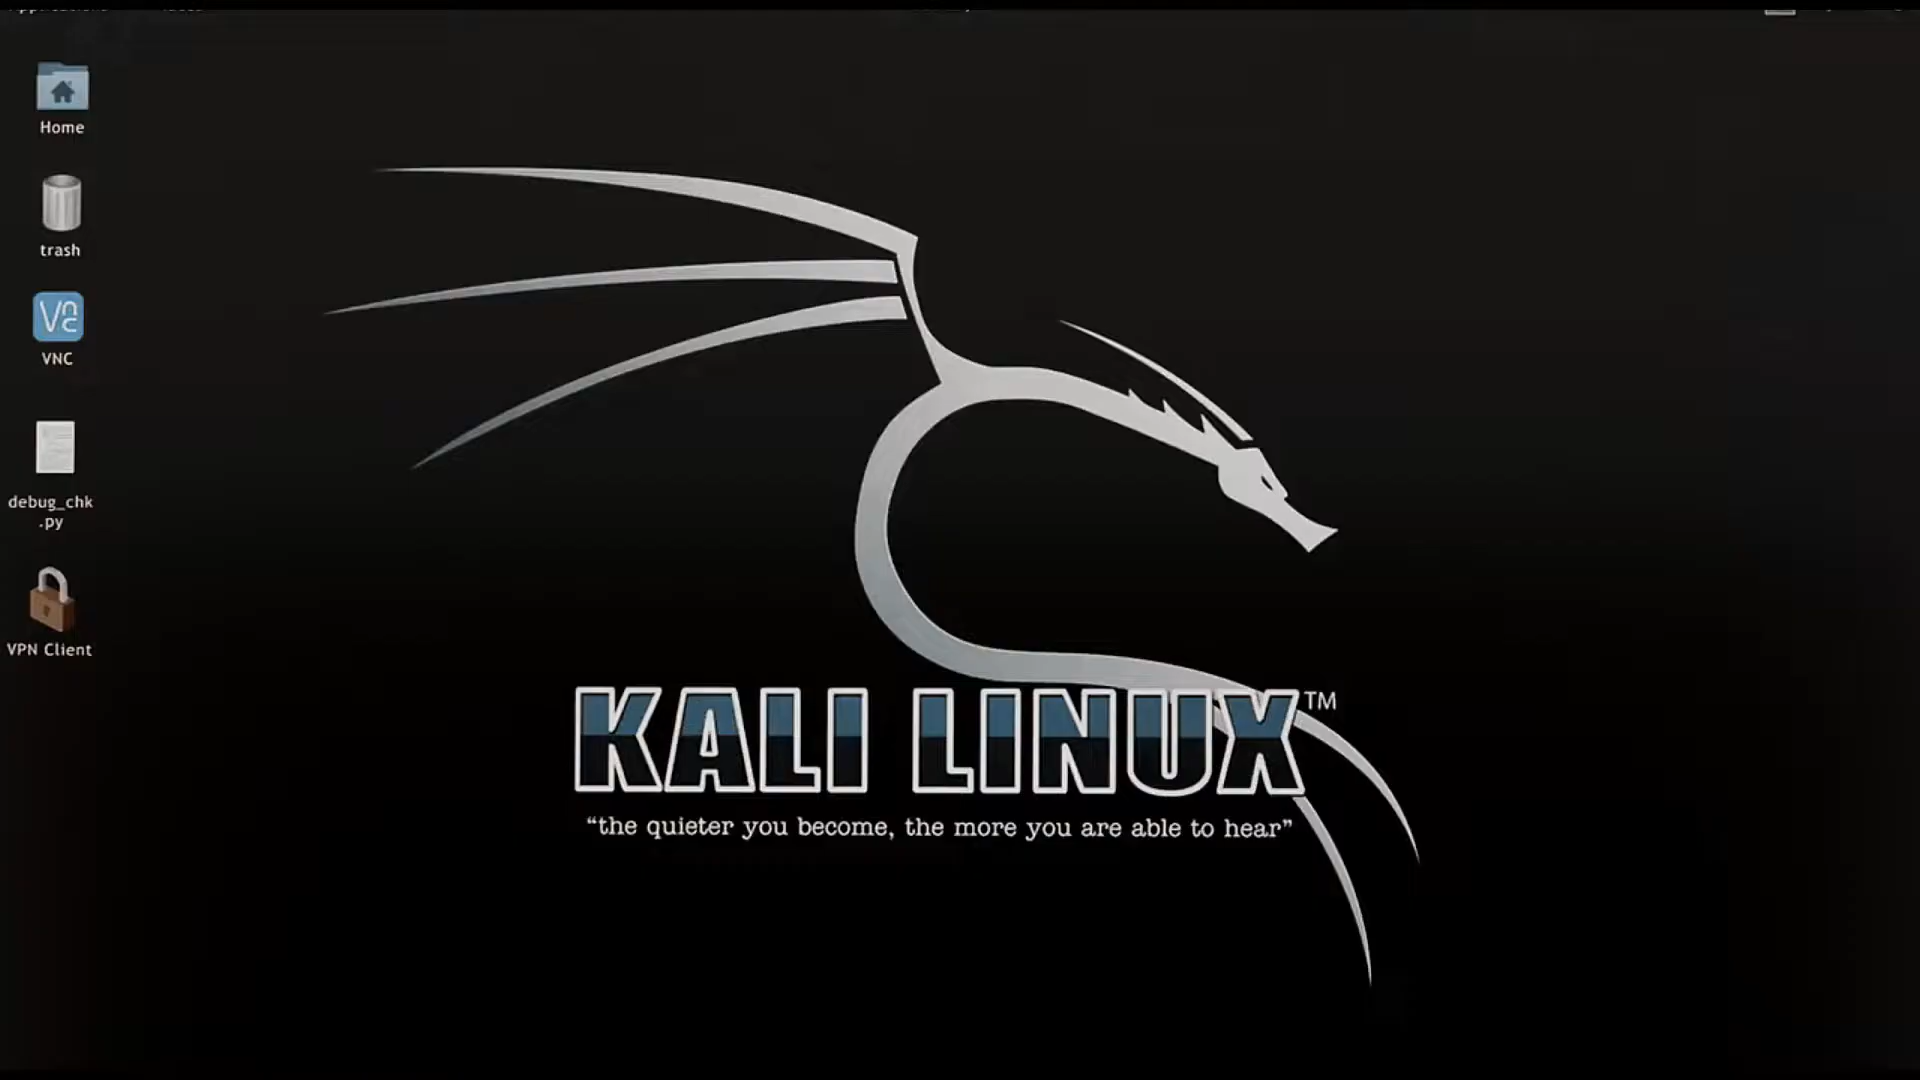 Home
trash
VNC
debug_chk
.py
VPN Client
KALI LINUX™
“the quieter you become, the more you are able to hear”